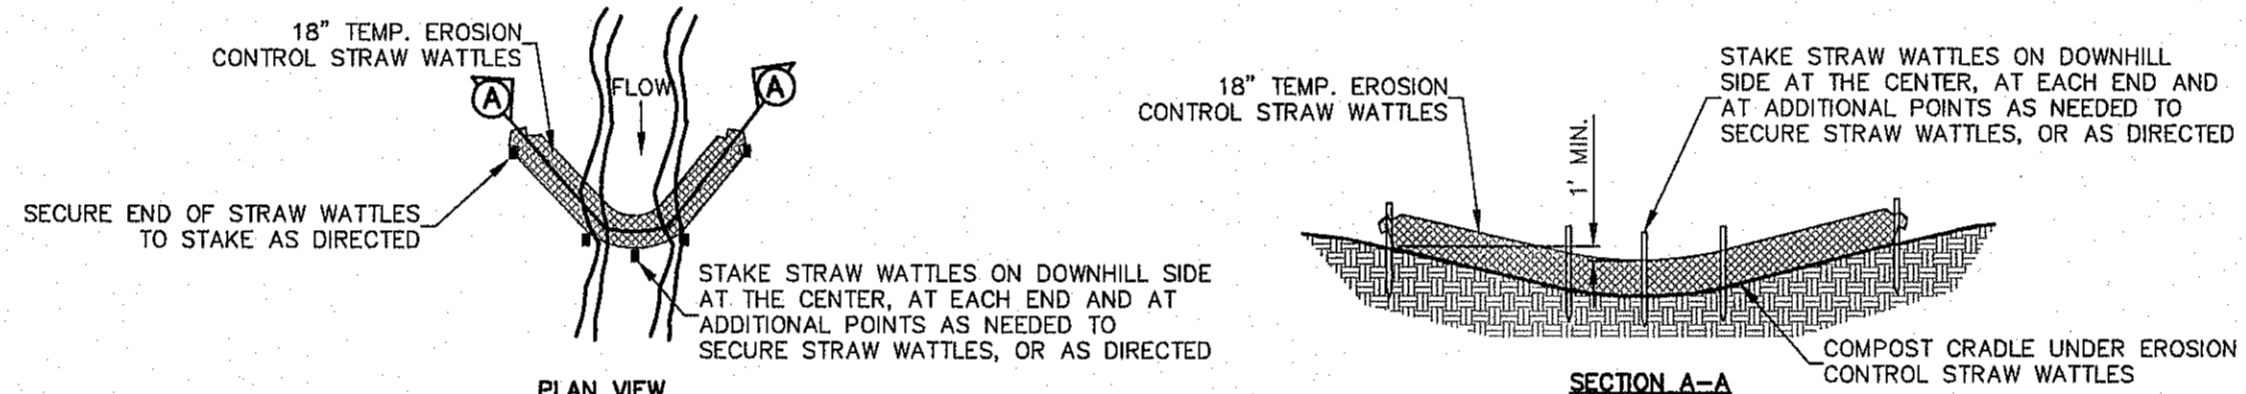 18" TEMP. EROSION
CONTROL STRAW WATTLES
A
A
FLOW
SECURE END OF STRAW WATTLES
TO STAKE AS DIRECTED
STAKE STRAW WATTLES ON DOWNHILL SIDE
AT THE CENTER, AT EACH END AND AT
ADDITIONAL POINTS AS NEEDED TO
SECURE STRAW WATTLES, OR AS DIRECTED
PLAN VIEW
18" TEMP. EROSION
CONTROL STRAW WATTLES
1' MIN.
STAKE STRAW WATTLES ON DOWNHILL
SIDE AT THE CENTER, AT EACH END AND
AT ADDITIONAL POINTS AS NEEDED TO
SECURE STRAW WATTLES, OR AS DIRECTED
COMPOST CRADLE UNDER EROSION
CONTROL STRAW WATTLES
SECTION A-A